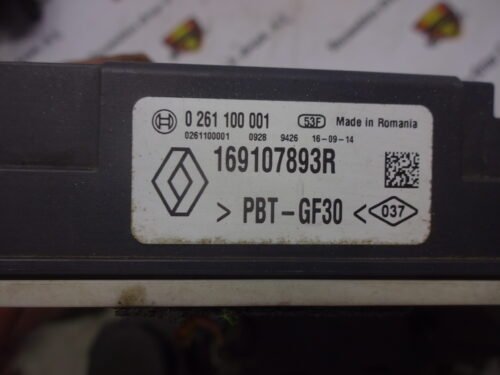 0 261 100 001 53F Made in Romania
0261100001 0928 9426 16-09-14
169107893R
> PBT-GF30 < 037